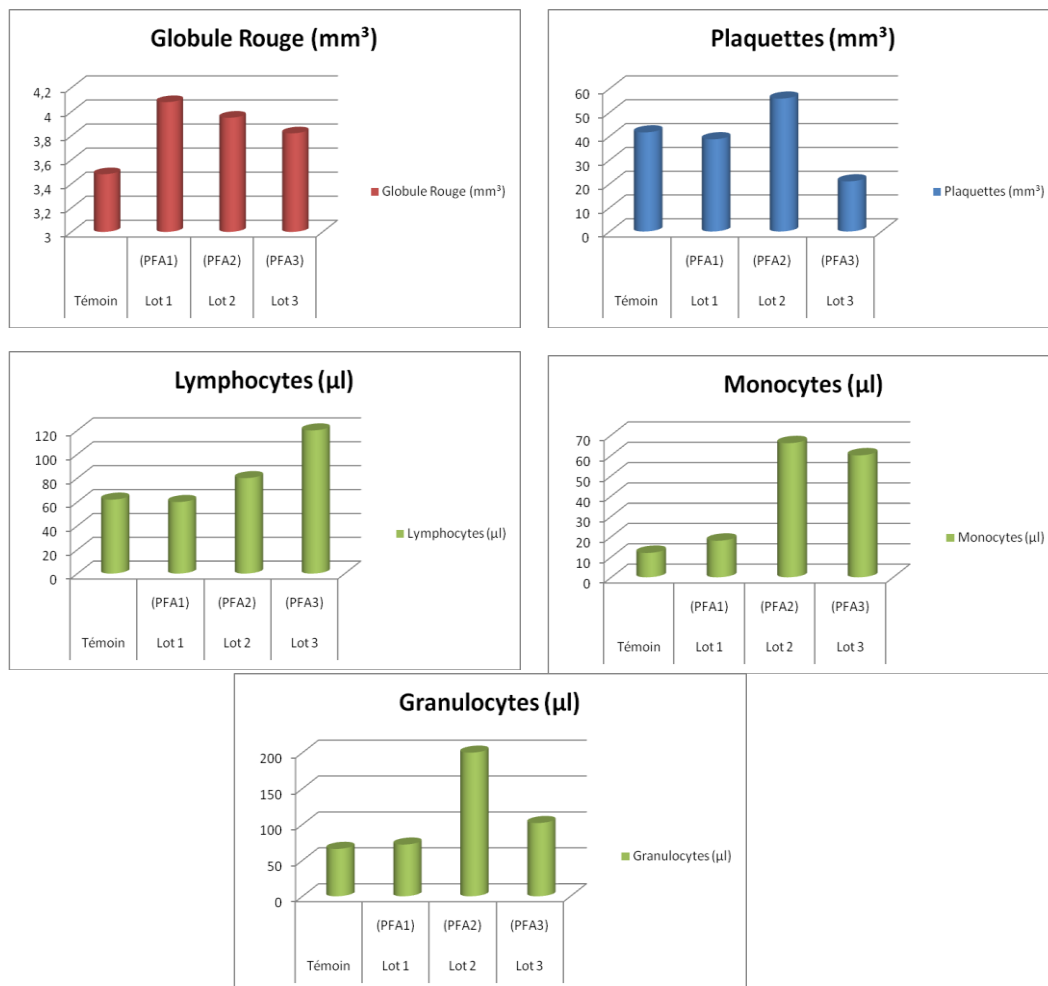 Globule Rouge (mm³)
4,2
4
3,8
3,6
3,4
3,2
3
Globule Rouge (mm³)
(PFA1) (PFA2) (PFA3)
Témoin Lot 1 Lot 2 Lot 3
Plaquettes (mm³)
60
50
40
30
20
10
0
Plaquettes (mm³)
(PFA1) (PFA2) (PFA3)
Témoin Lot 1 Lot 2 Lot 3
Lymphocytes (µl)
120
100
80
60
40
20
0
Lymphocytes (µl)
(PFA1) (PFA2) (PFA3)
Témoin Lot 1 Lot 2 Lot 3
Monocytes (µl)
70
60
50
40
30
20
10
0
Monocytes (µl)
(PFA1) (PFA2) (PFA3)
Témoin Lot 1 Lot 2 Lot 3
Granulocytes (µl)
200
150
100
50
0
Granulocytes (µl)
(PFA1) (PFA2) (PFA3)
Témoin Lot 1 Lot 2 Lot 3